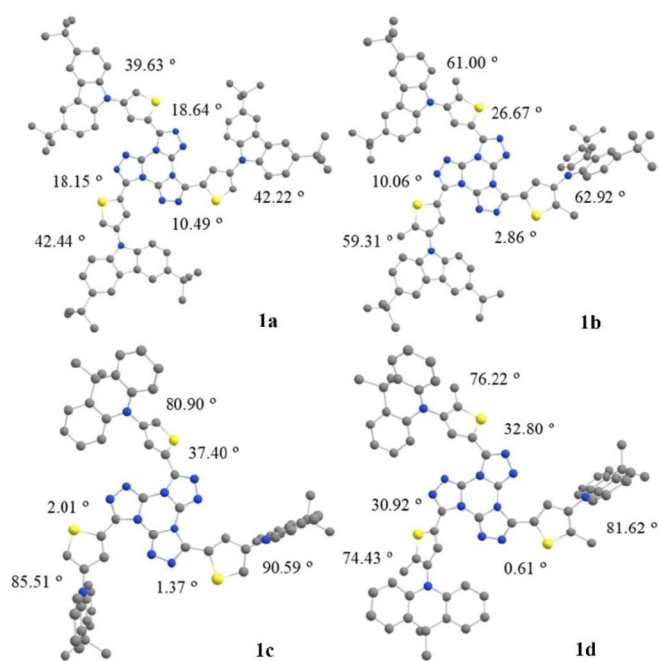 39.63 º
18.64 º
18.15 º
10.49 º
42.22 º
42.44 º
1a
61.00 º
26.67 º
10.06 º
62.92 º
59.31 º
2.86 º
1b
80.90 º
37.40 º
2.01 º
90.59 º
85.51 º
1.37 º
1c
76.22 º
32.80 º
30.92 º
81.62 º
74.43 º
0.61 º
1d